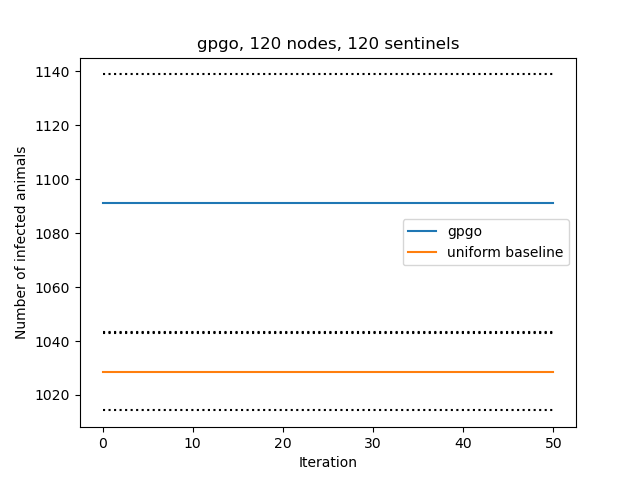 gpgo, 120 nodes, 120 sentinels
1140
1120
1100
1080
1060
1040
1020
Number of infected animals
gpgo
uniform baseline
0 10 20 30 40 50
Iteration